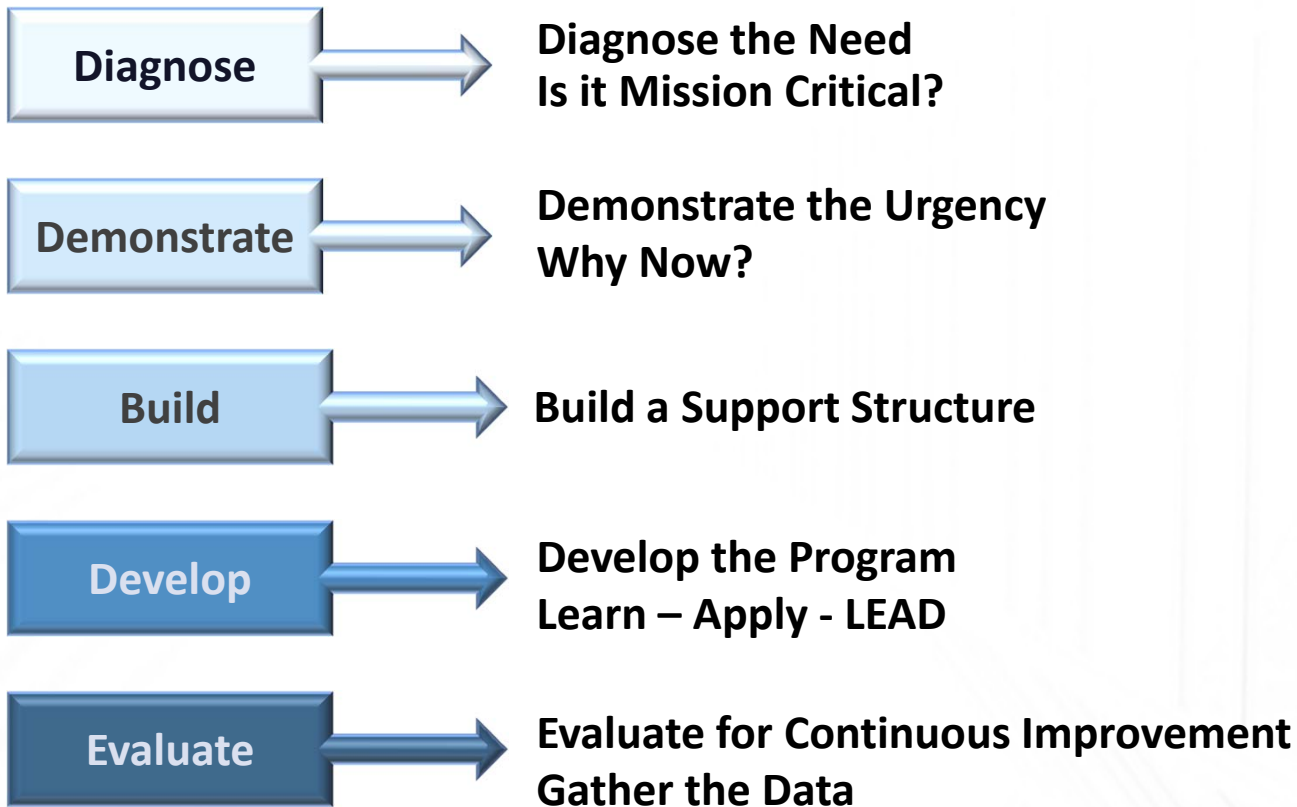 Diagnose
Diagnose the Need
Is it Mission Critical?
Demonstrate
Demonstrate the Urgency
Why Now?
Build
Build a Support Structure
Develop
Develop the Program
Learn – Apply - LEAD
Evaluate
Evaluate for Continuous Improvement
Gather the Data